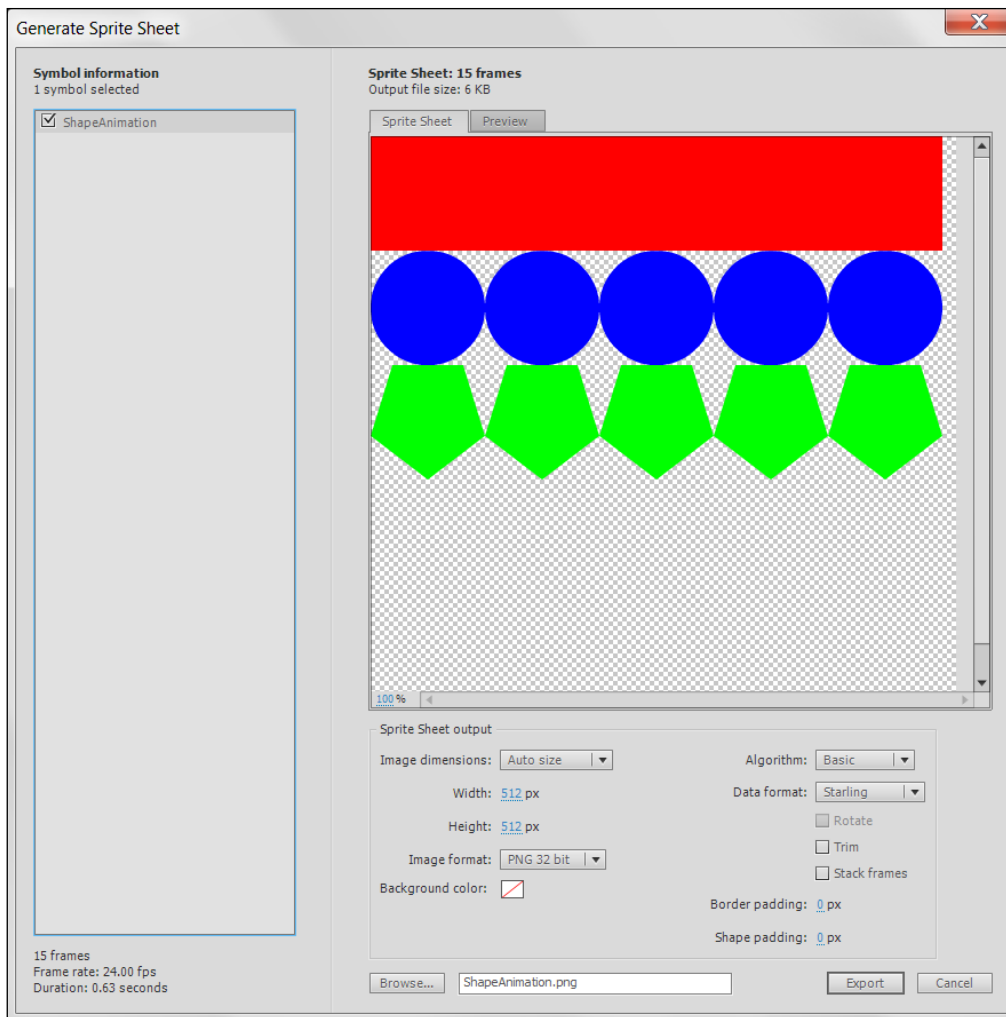 Generate Sprite Sheet
Symbol information
1 symbol selected
ShapeAnimation
15 frames
Frame rate: 24.00 fps
Duration: 0.63 seconds
Sprite Sheet: 15 frames
Output file size: 6 KB
Sprite Sheet Preview
100 %
Sprite Sheet output
Image dimensions: Auto size
Width: 512 px
Height: 512 px
Image format: PNG 32 bit
Background color:
Algorithm: Basic
Data format: Starling
Rotate
Trim
Stack frames
Border padding: 0 px
Shape padding: 0 px
Browse... ShapeAnimation.png Export Cancel